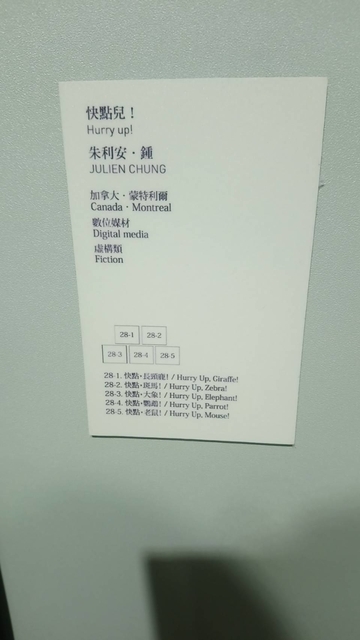 快點兒！
Hurry up!
朱利安·鍾
JULIEN CHUNG
加拿大·蒙特利爾
Canada · Montreal
數位媒材
Digital media
虛構類
Fiction
28-1 28-2
28-3 28-4 28-5
28-1. 快點，長頸鹿! / Hurry Up, Giraffe!
28-2. 快點，斑馬! / Hurry Up, Zebra!
28-3. 快點，大象! / Hurry Up, Elephant!
28-4. 快點，鸚鵡! / Hurry Up, Parrot!
28-5. 快點，老鼠! / Hurry Up, Mouse!